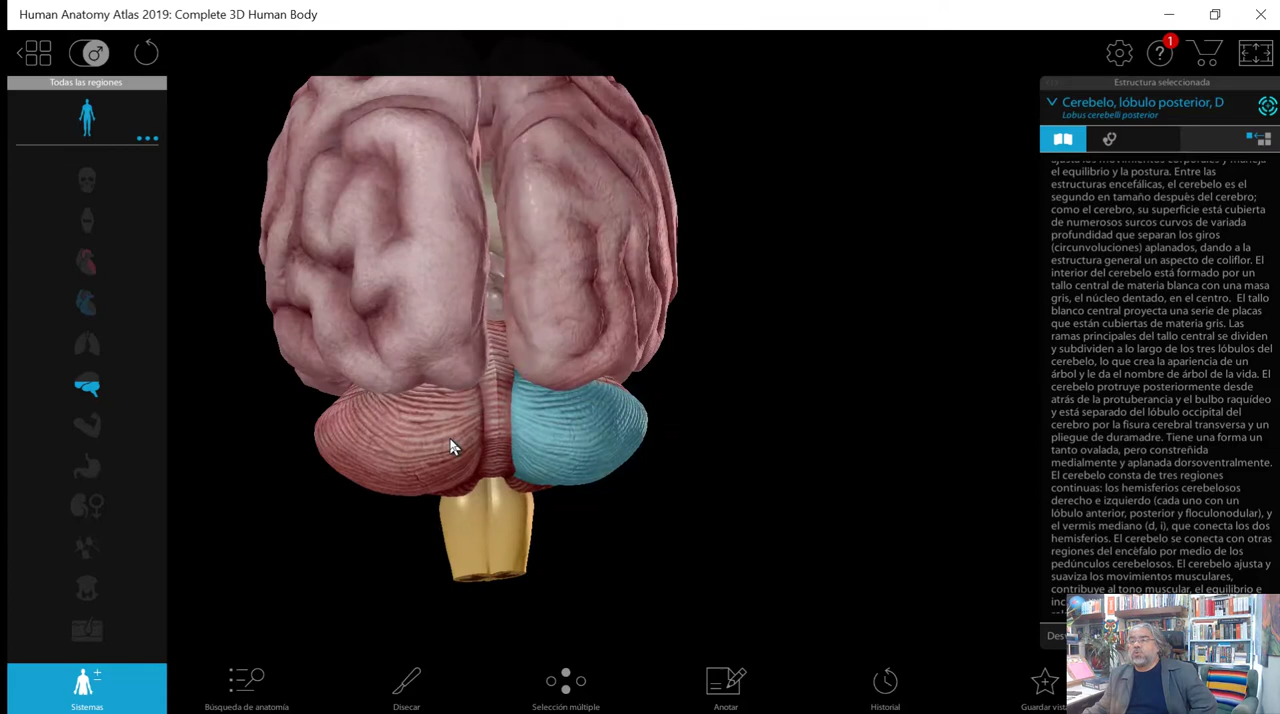 Human Anatomy Atlas 2019: Complete 3D Human Body
1
Todas las regiones
Estructura seleccionada
Cerebelo, lóbulo posterior, D
Lobus cerebelli posterior
ajusta los movimientos corporales y maneja
el equilibrio y la postura. Entre las
estructuras encefálicas, el cerebelo es el
segundo en tamaño despuès del cerebro;
como el cerebro, su superficie está cubierta
de numerosos surcos curvos de variada
profundidad que separan los giros
(circunvoluciones) aplanados, dando a la
estructura general un aspecto de coliflor. El
interior del cerebelo está formado por un
tallo central de materia blanca con una masa
gris, el núcleo dentado, en el centro.  El tallo
blanco central proyecta una serie de placas
que están cubiertas de materia gris. Las
ramas principales del tallo central se dividen
y subdividen a lo largo de los tres lóbulos del
cerebelo, lo que crea la apariencia de un
árbol y le da el nombre de árbol de la vida. El
cerebelo protruye posteriormente desde
atrás de la protuberancia y el bulbo raquídeo
y está separado del lóbulo occipital del
cerebro por la fisura cerebral transversa y un
pliegue de duramadre. Tiene una forma un
tanto ovalada, pero constreñida
medialmente y aplanada dorsoventralmente.
El cerebelo consta de tres regiones
continuas: los hemisferios cerebelosos
derecho e izquierdo (cada uno con un
lóbulo anterior, posterior y floculonodular), y
el vermis mediano (d, i), que conecta los dos
hemisferios. El cerebelo se conecta con otras
regiones del encèfalo por medio de los
pedúnculos cerebelosos. El cerebelo ajusta y
suaviza los movimientos musculares,
contribuye al tono muscular, el equilibrio e
Sistemas
Búsqueda de anatomía
Disecar
Selección múltiple
Anotar
Historial
Guardar vist